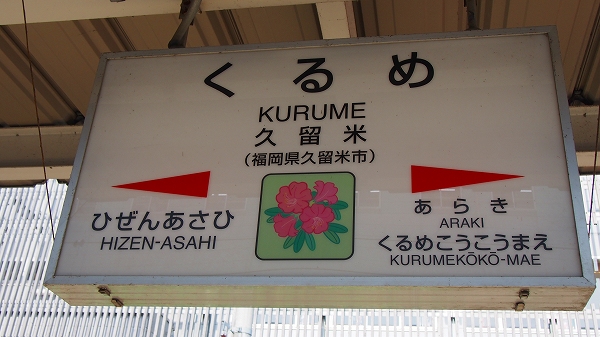 くるめ
KURUME
久留米
(福岡県久留米市)
ひぜんあさひ
HIZEN-ASAHI
あらき
ARAKI
くるめこうこうまえ
KURUMEKŌKŌ-MAE